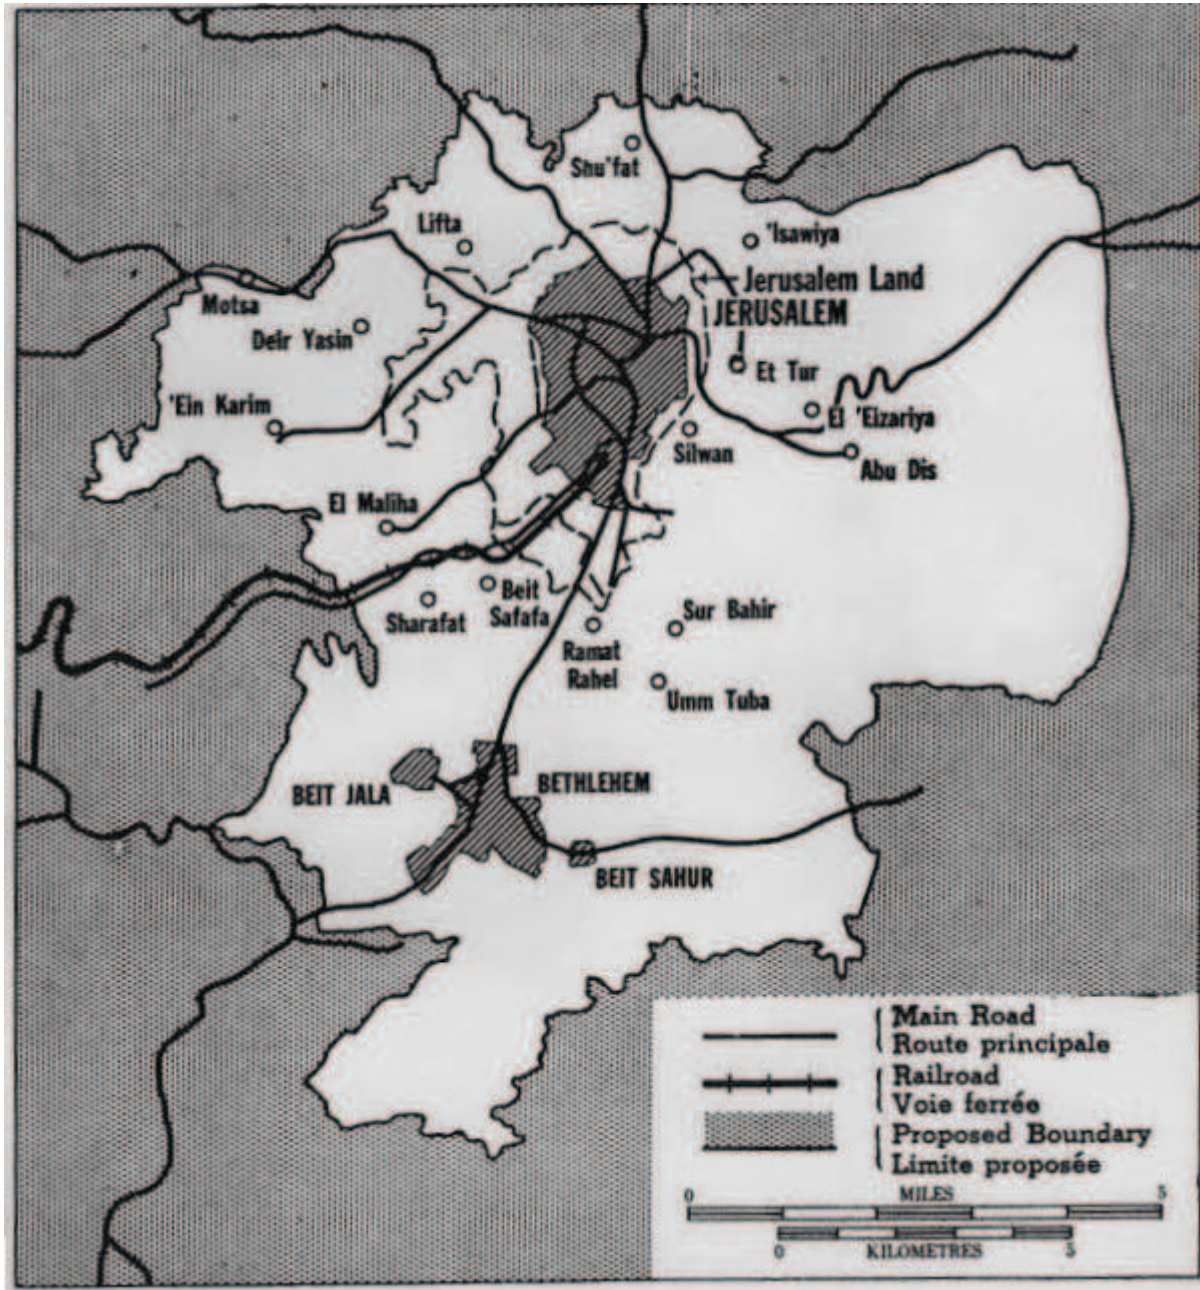 Shu'fat
Lifta
'Isawiya
Jerusalem Land
JERUSALEM
Motsa
Deir Yasin
Et Tur
'Ein Karim
El 'Eizariya
Silwan
Abu Dis
El Maliha
Beit
Safafa
Sharafat
Sur Bahir
Ramat
Rahel
Umm Tuba
BETHLEHEM
BEIT JALA
BEIT SAHUR
Main Road
Route principale
Railroad
Voie ferrée
Proposed Boundary
Limite proposée
0 MILES 5
0 KILOMETRES 5